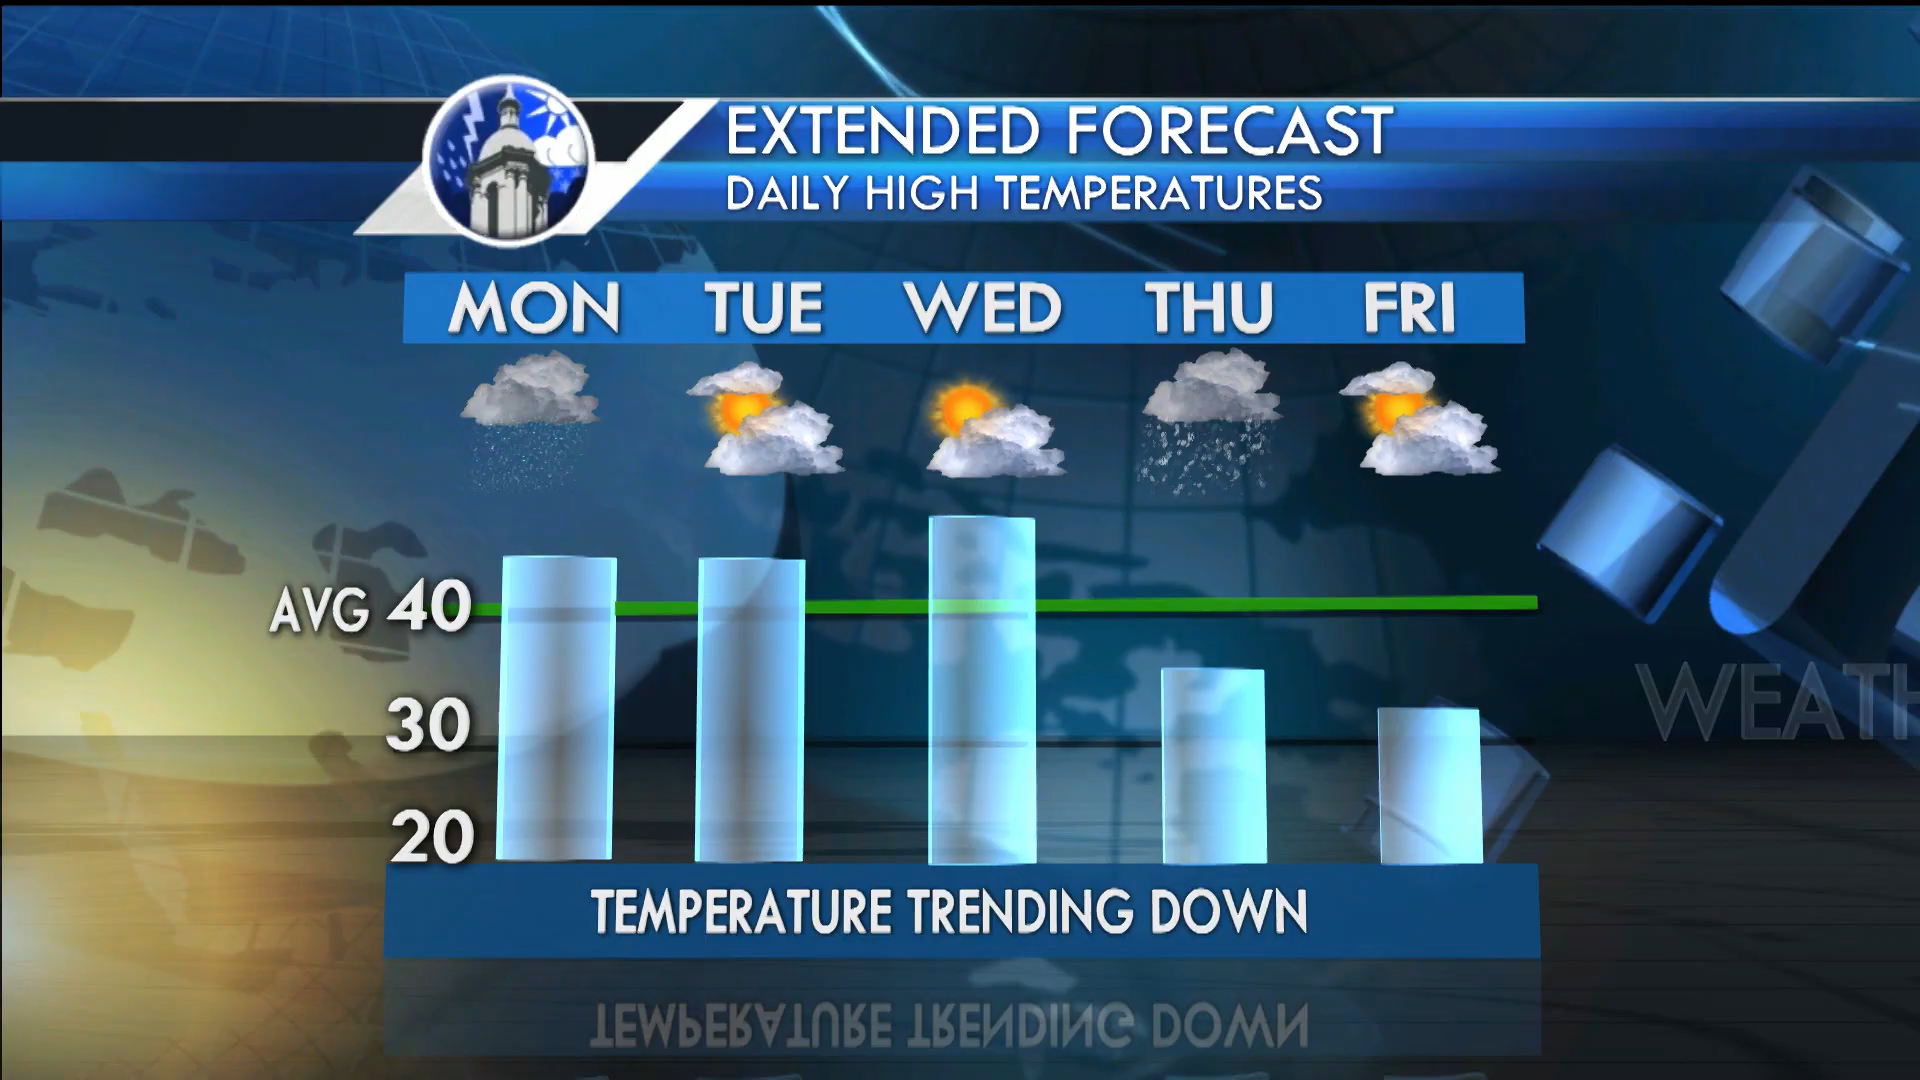 EXTENDED FORECAST
DAILY HIGH TEMPERATURES
MON TUE WED THU FRI
AVG 40
30
20
WEATH
TEMPERATURE TRENDING DOWN
TEMPERATURE TRENDING DOWN